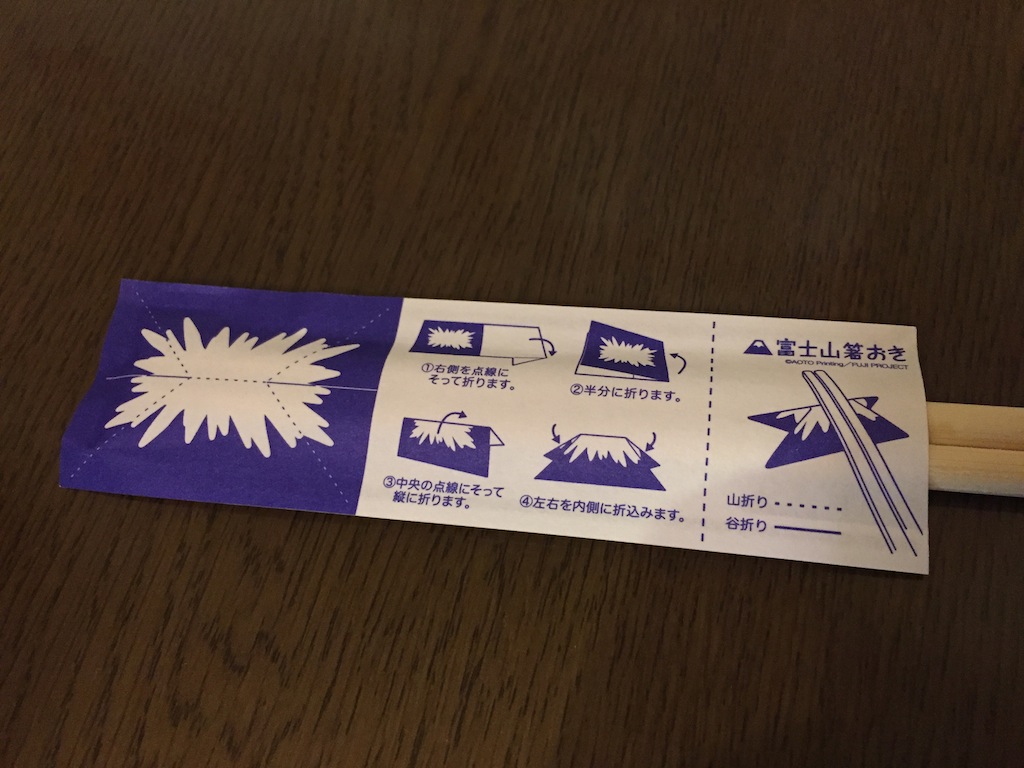 ①右側を点線に
そって折ります。
②半分に折ります。
③中央の点線にそって
縦に折ります。
④左右を内側に折込みます。
富士山箸おき
©AOTO Printing／FUJI PROJECT
山折り
谷折り